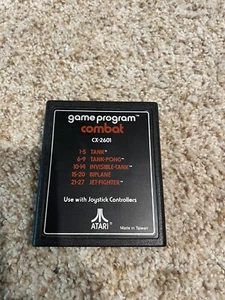 game program™
combat
CX-2601
1-5 TANK™
6-9 TANK-PONG™
10-14 INVISIBLE-TANK™
15-20 BIPLANE
21-27 JET-FIGHTER™
Use with Joystick Controllers
ATARI
Made in Taiwan